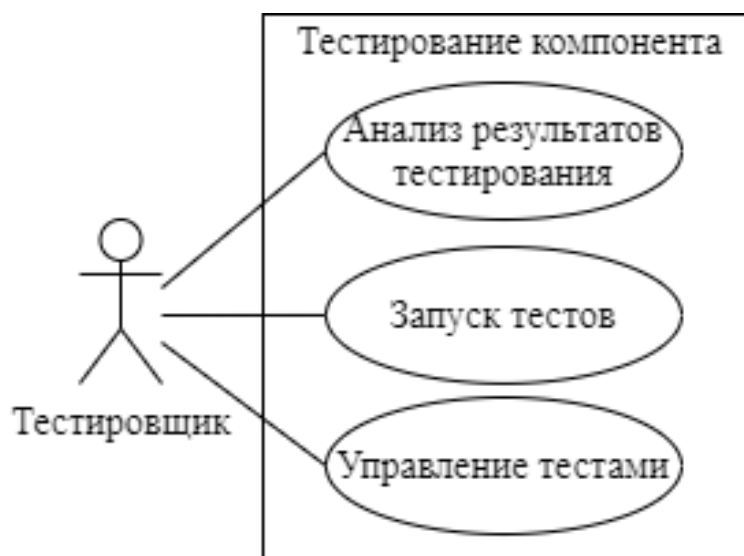 Тестирование компонента
Анализ результатов
тестирования
Запуск тестов
Тестировщик
Управление тестами